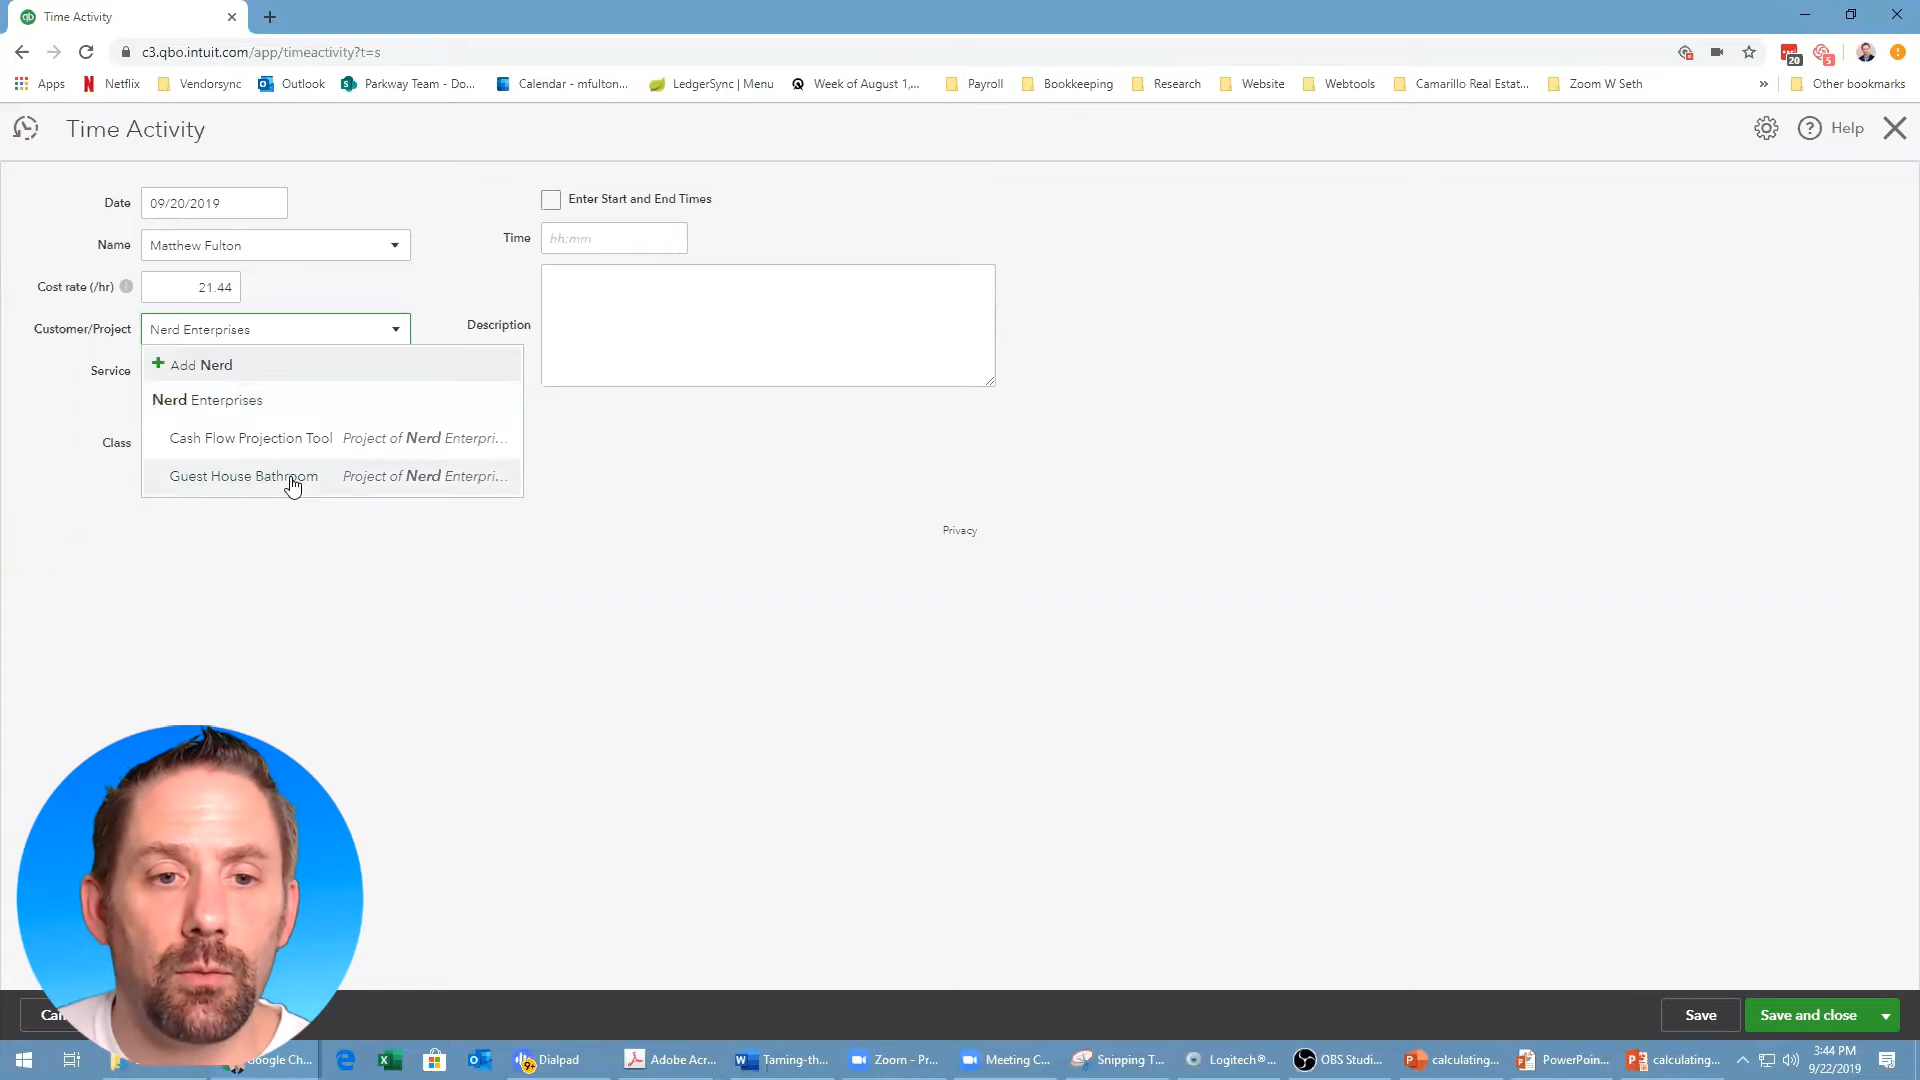 Time Activity
c3.qbo.intuit.com/app/timeactivity?t=s
20
5
Apps
Netflix
Vendorsync
Outlook
Parkway Team - Do...
Calendar - mfulton...
LedgerSync | Menu
Week of August 1,...
Payroll
Bookkeeping
Research
Website
Webtools
Camarillo Real Estat...
Zoom W Seth
»
Other bookmarks
Time Activity
Help
Date
09/20/2019
Enter Start and End Times
Name
Matthew Fulton
Time
hh:mm
Cost rate (/hr)
21.44
Customer/Project
Nerd Enterprises
Description
Add Nerd
Service
Nerd Enterprises
Cash Flow Projection Tool Project of Nerd Enterpri...
Class
Guest House Bathroom Project of Nerd Enterpri...
Privacy
Save
Save and close
Google Ch...
9+
Dialpad
Adobe Acr...
Taming-th...
Zoom - Pr...
Meeting C...
Snipping T...
Logitech®...
OBS Studi...
calculating...
PowerPoin...
calculating...
3:44 PM
9/22/2019